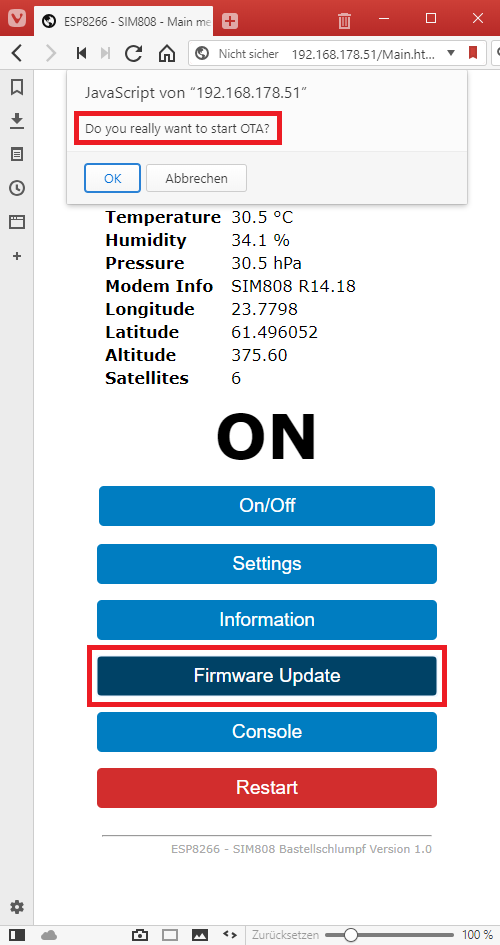 ESP8266 - SIM808 - Main me
Nicht sicher 192.168.178.51/Main.ht...
JavaScript von "192.168.178.51"
Do you really want to start OTA?
OK Abbrechen
Temperature 30.5 °C
Humidity 34.1 %
Pressure 30.5 hPa
Modem Info SIM808 R14.18
Longitude 23.7798
Latitude 61.496052
Altitude 375.60
Satellites 6
ON
On/Off
Settings
Information
Firmware Update
Console
Restart
ESP8266 - SIM808 Bastellschlumpf Version 1.0
Zurücksetzen 100 %